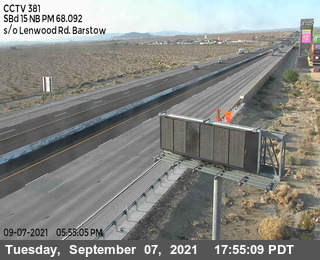 CCTV 381
SBd 15 NB PM 68.092
s/o Lenwood Rd. Barstow
09-07-2021 05:55:05 PM
Tuesday, September 07, 2021 17:55:09 PDT